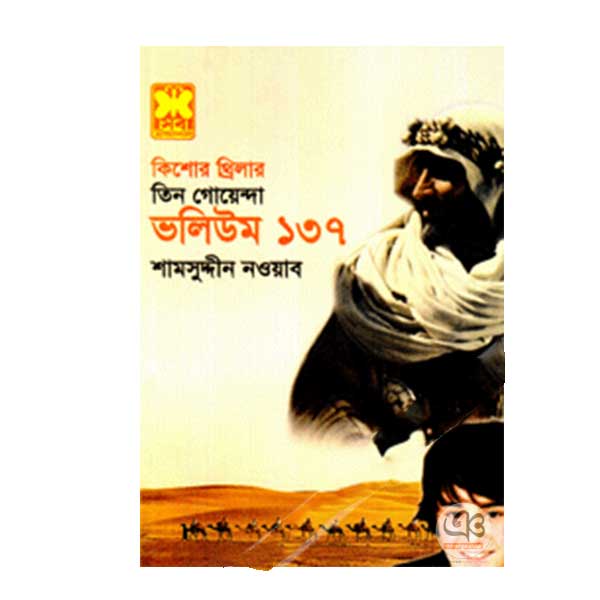 কিশোর থ্রিলার
তিন গোয়েন্দা
ভলিউম ১৩৭
শামসুদ্দীন নওয়াব